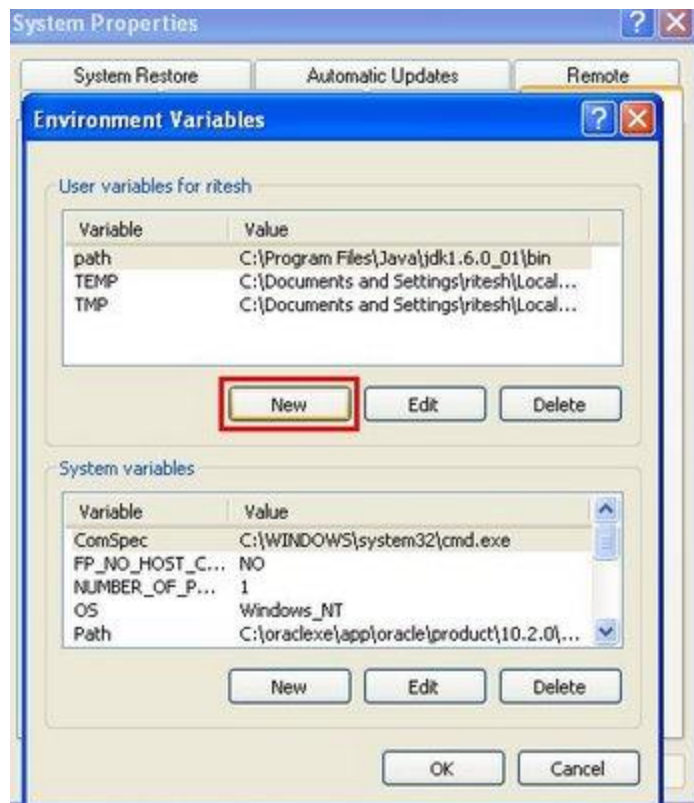 System Properties
System Restore Automatic Updates Remote
Environment Variables
User variables for ritesh
Variable Value
path C:\Program Files\Java\jdk1.6.0_01\bin
TEMP C:\Documents and Settings\ritesh\Local...
TMP C:\Documents and Settings\ritesh\Local...
New Edit Delete
System variables
Variable Value
ComSpec C:\WINDOWS\system32\cmd.exe
FP_NO_HOST_C... NO
NUMBER_OF_P... 1
OS Windows_NT
Path C:\oraclexe\app\oracle\product\10.2.0\...
New Edit Delete
OK Cancel